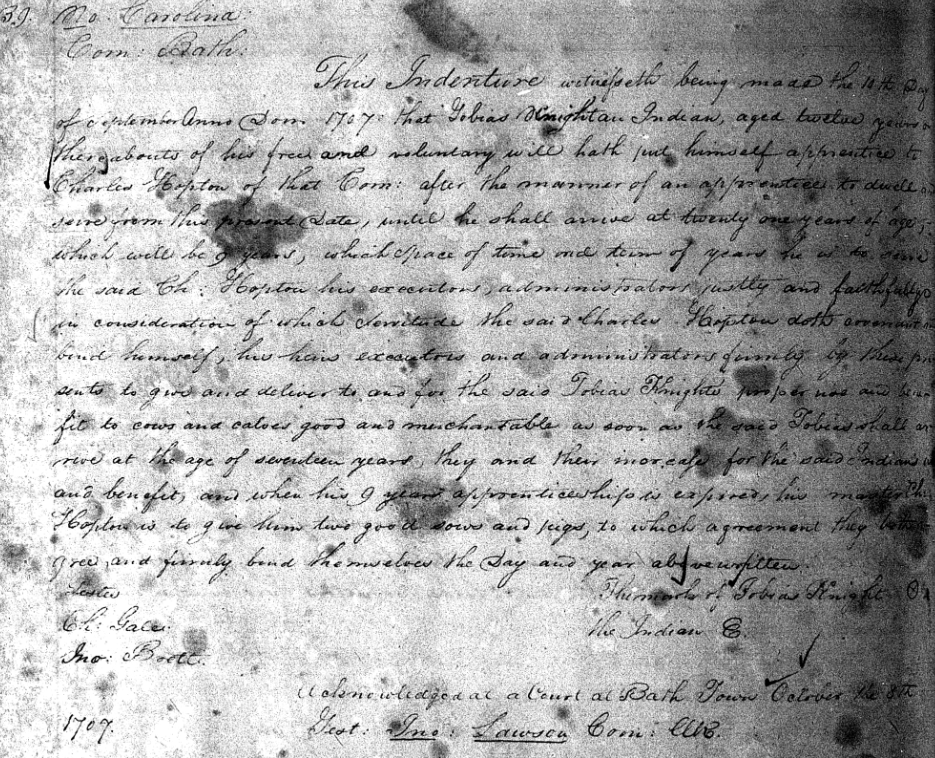 No: Carolina:
Com: Bath:
This Indenture witnesseth being made the 10th Day
of September Anno Dom 1707: that Tobias Knight an Indian, aged twelve years
thereabouts of his free and voluntary will hath put himself apprentice to
Charles Hopton of that Com: after the manner of an apprentice to dwell
serve from this present Date, until he shall arrive at twenty one years of age,
which will be 9 years, which space of time and term of years he is to serve
the said Ch: Hopton his executors, administrators justly and faithfully
in consideration of which Servitude the said Charles Hopton doth covenant
bind himself, his heirs executors and administrators firmly by these pre
sents to give and deliver to and for the said Tobias Knights proper use and bene
fit to cows and calves good and merchantable as soon as the said Tobias shall ar
rive at the age of seventeen years, they and their increase for the said Indians
and benefit, and when his 9 years apprenticeship is expired, his master Ch:
Hopton is to give him two good sows and pigs, to which agreement they both
gree and firmly bind themselves the Day and year above written.
Testes The mark of Tobias Knight
Ch: Gale: the Indian E.
Jno: Boett.
Acknowledged at a Court at Bath Town October the 8th
1707. Test: Jno: Lawson Com: